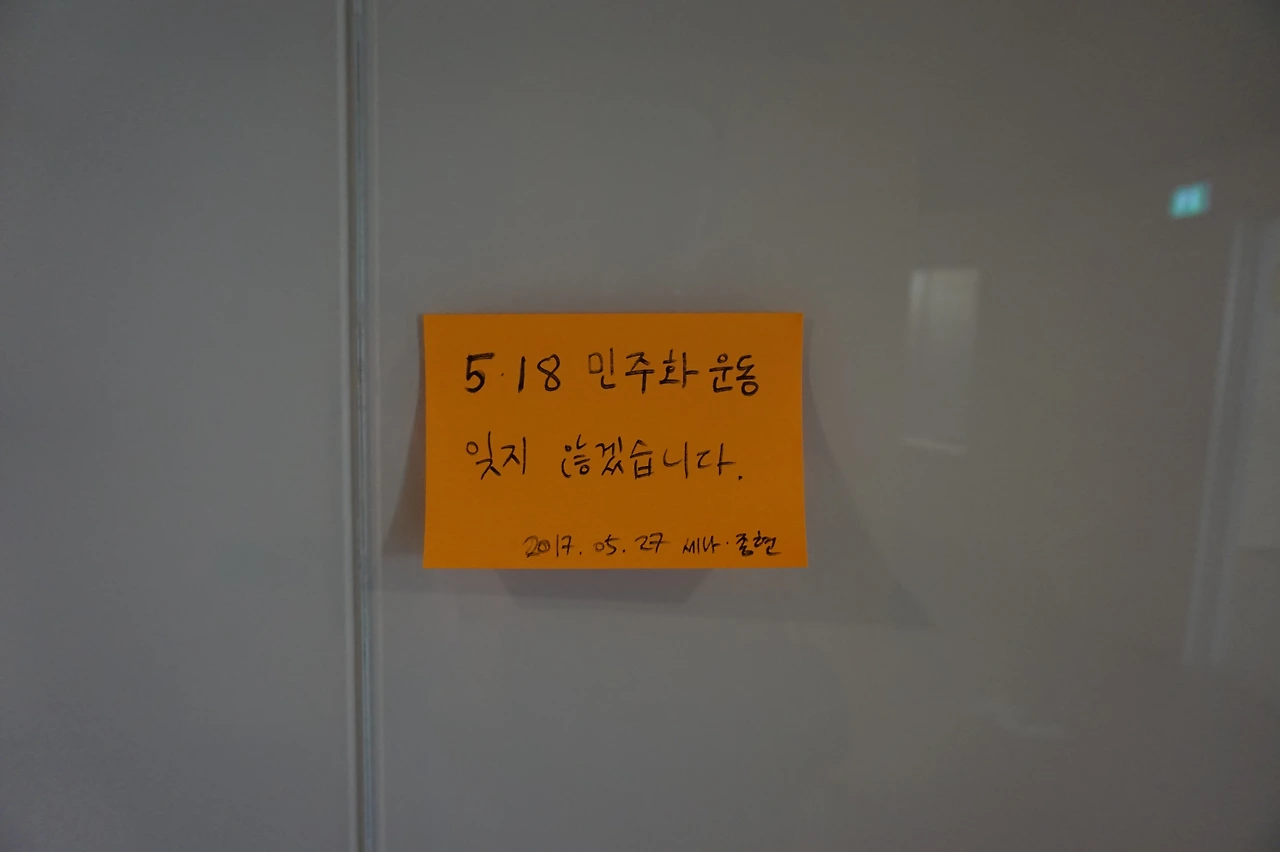 5·18 민주화 운동
잊지 않겠습니다.
2017. 05. 27 세나·종현